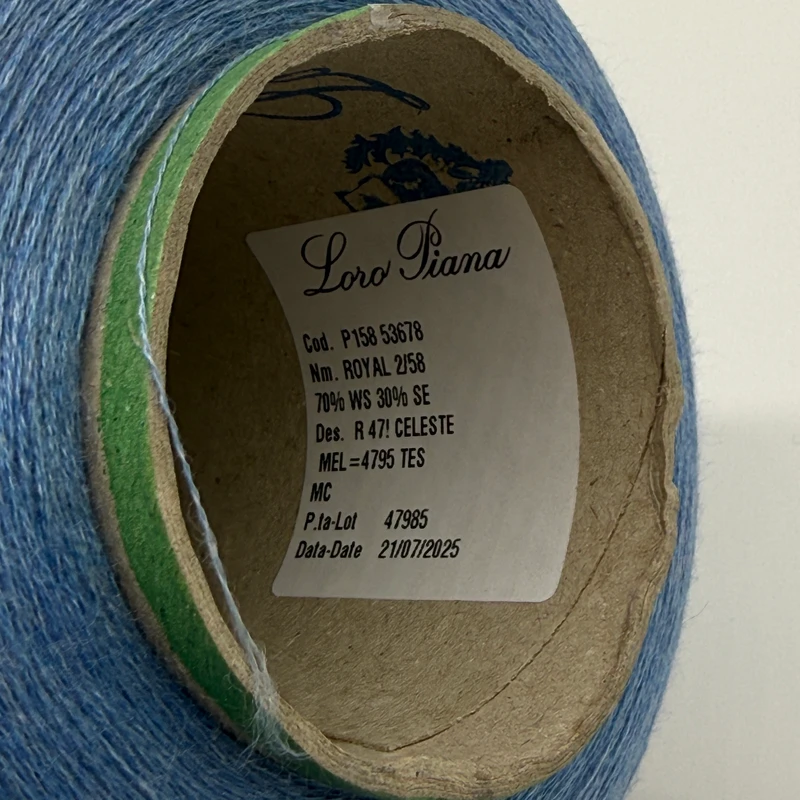 Loro Piana
Cod. P158 53678
Nm. ROYAL 2/58
70% WS 30% SE
Des. R 47! CELESTE
MEL=4795 TES
MC
P.ta-Lot 47985
Data-Date 21/07/2025